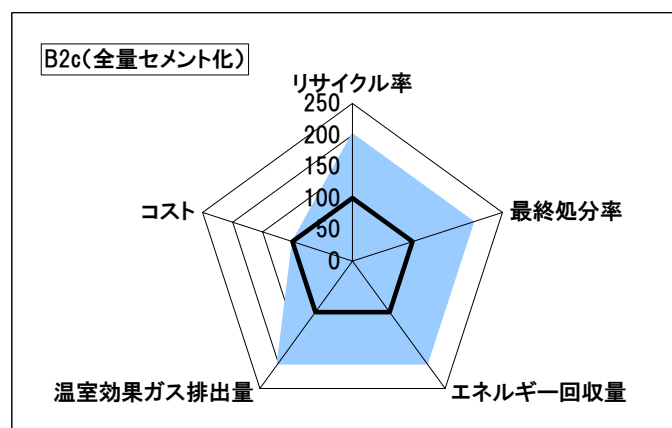 B2c(全量セメント化)
リサイクル率
250
200
150
100
50
0
コスト
最終処分率
温室効果ガス排出量
エネルギー回収量